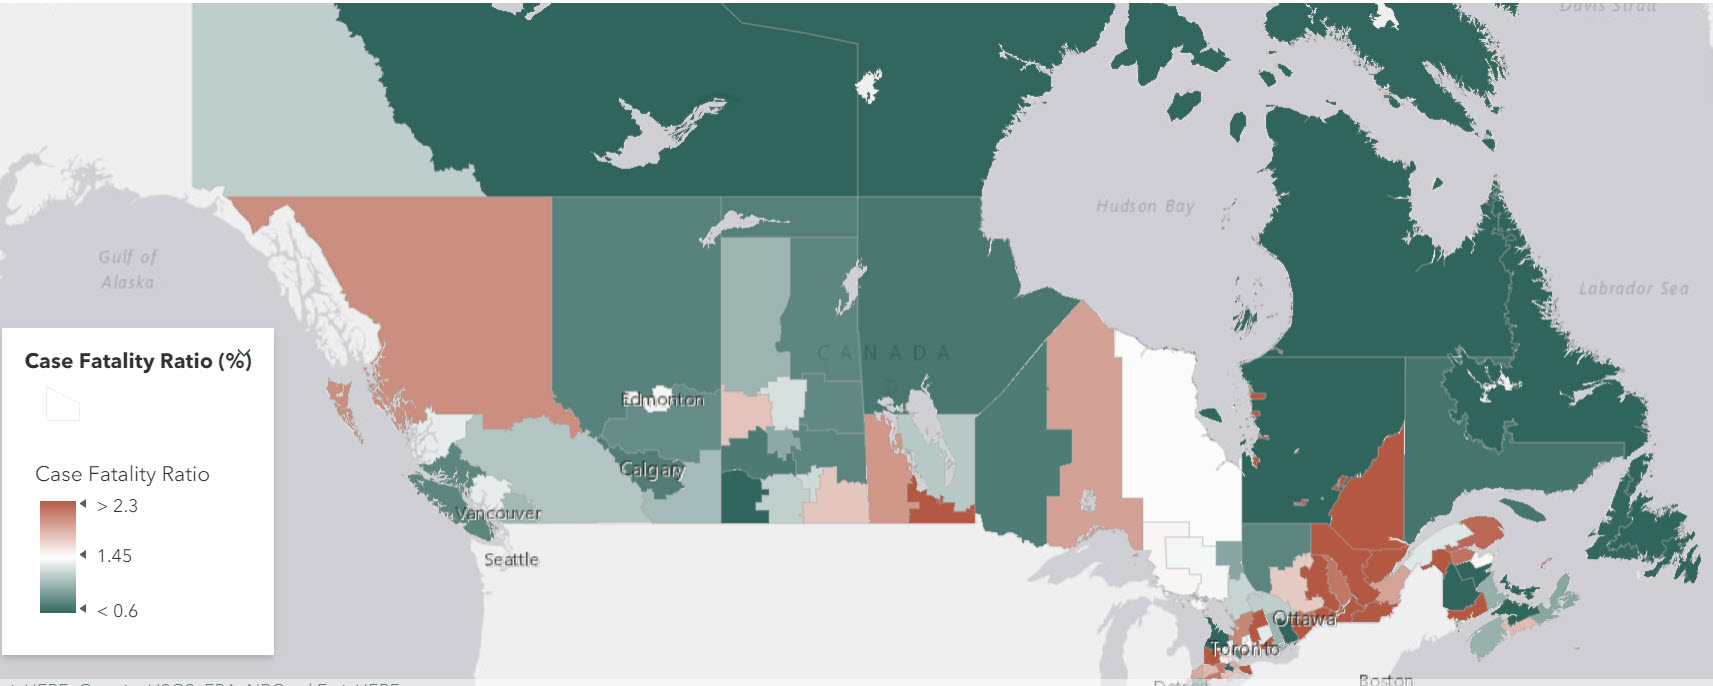 Davis Strait
Hudson Bay
Gulf of
Alaska
Labrador Sea
CANADA
Case Fatality Ratio (%)
Edmonton
Calgary
Case Fatality Ratio
> 2.3
Vancouver
1.45
Seattle
< 0.6
Ottawa
Toronto
Boston
Detroit